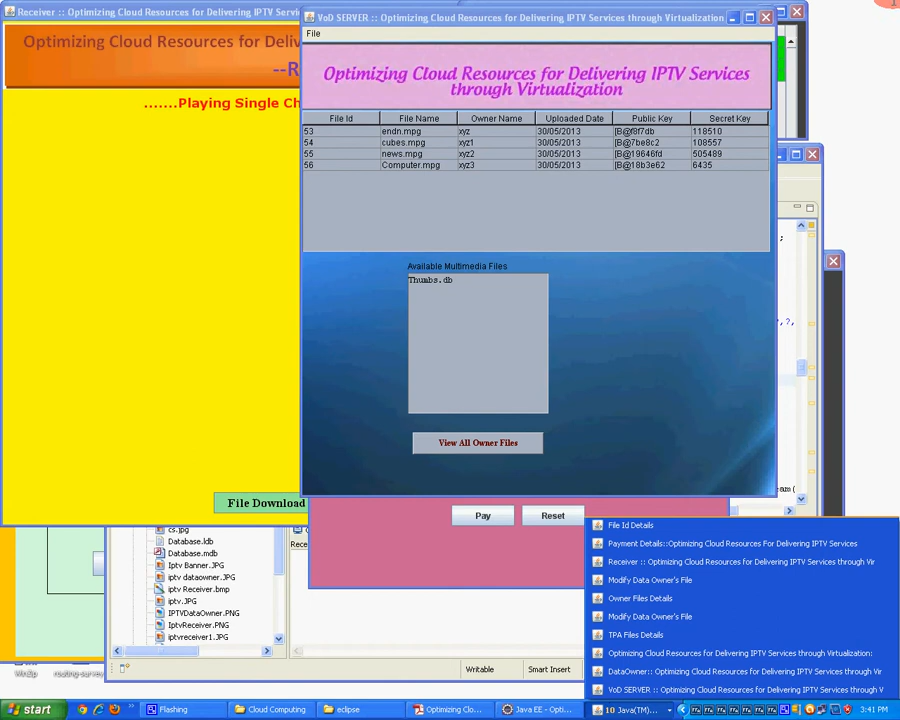 Receiver :: Optimizing Cloud Resources for Delivering IPTV Servi
Optimizing Cloud Resources for Deli
--R
.......Playing Single Ch
File Download
VoD SERVER :: Optimizing Cloud Resources for Delivering IPTV Services through Virtualization
File
Optimizing Cloud Resources for Delivering IPTV Services
through Virtualization
File Id File Name Owner Name Uploaded Date Public Key Secret Key
53 endn.mpg xyz 30/05/2013 [B@f8f7db 118510
54 cubes.mpg xyz1 30/05/2013 [B@7be8c2 108557
55 news.mpg xyz2 30/05/2013 [B@19646fd 505489
56 Computer.mpg xyz3 30/05/2013 [B@18b3e62 6435
Available Multimedia Files
Thumbs.db
View All Owner Files
Pay Reset
cs.jpg
Database.ldb
Database.mdb
Iptv Banner.JPG
iptv dataowner.JPG
iptv Receiver.bmp
iptv.JPG
IPTVDataOwner.PNG
IptvReceiver.PNG
iptvreceiver1.JPG
Rece
Writable Smart Insert
File Id Details
Payment Details::Optimizing Cloud Resources For Delivering IPTV Services
Receiver :: Optimizing Cloud Resources for Delivering IPTV Services through Vir
Modify Data Owner's File
Owner Files Details
Modify Data Owner's File
TPA Files Details
Optimizing Cloud Resources for Delivering IPTV Services through Virtualization:
DataOwner:: Optimizing Cloud Resources for Delivering IPTV Services through Vir
VoD SERVER :: Optimizing Cloud Resources for Delivering IPTV Services through V
start Flashing Cloud Computing eclipse Optimizing Clo... Java EE - Opti... 10 Java(TM)... 3:41 PM